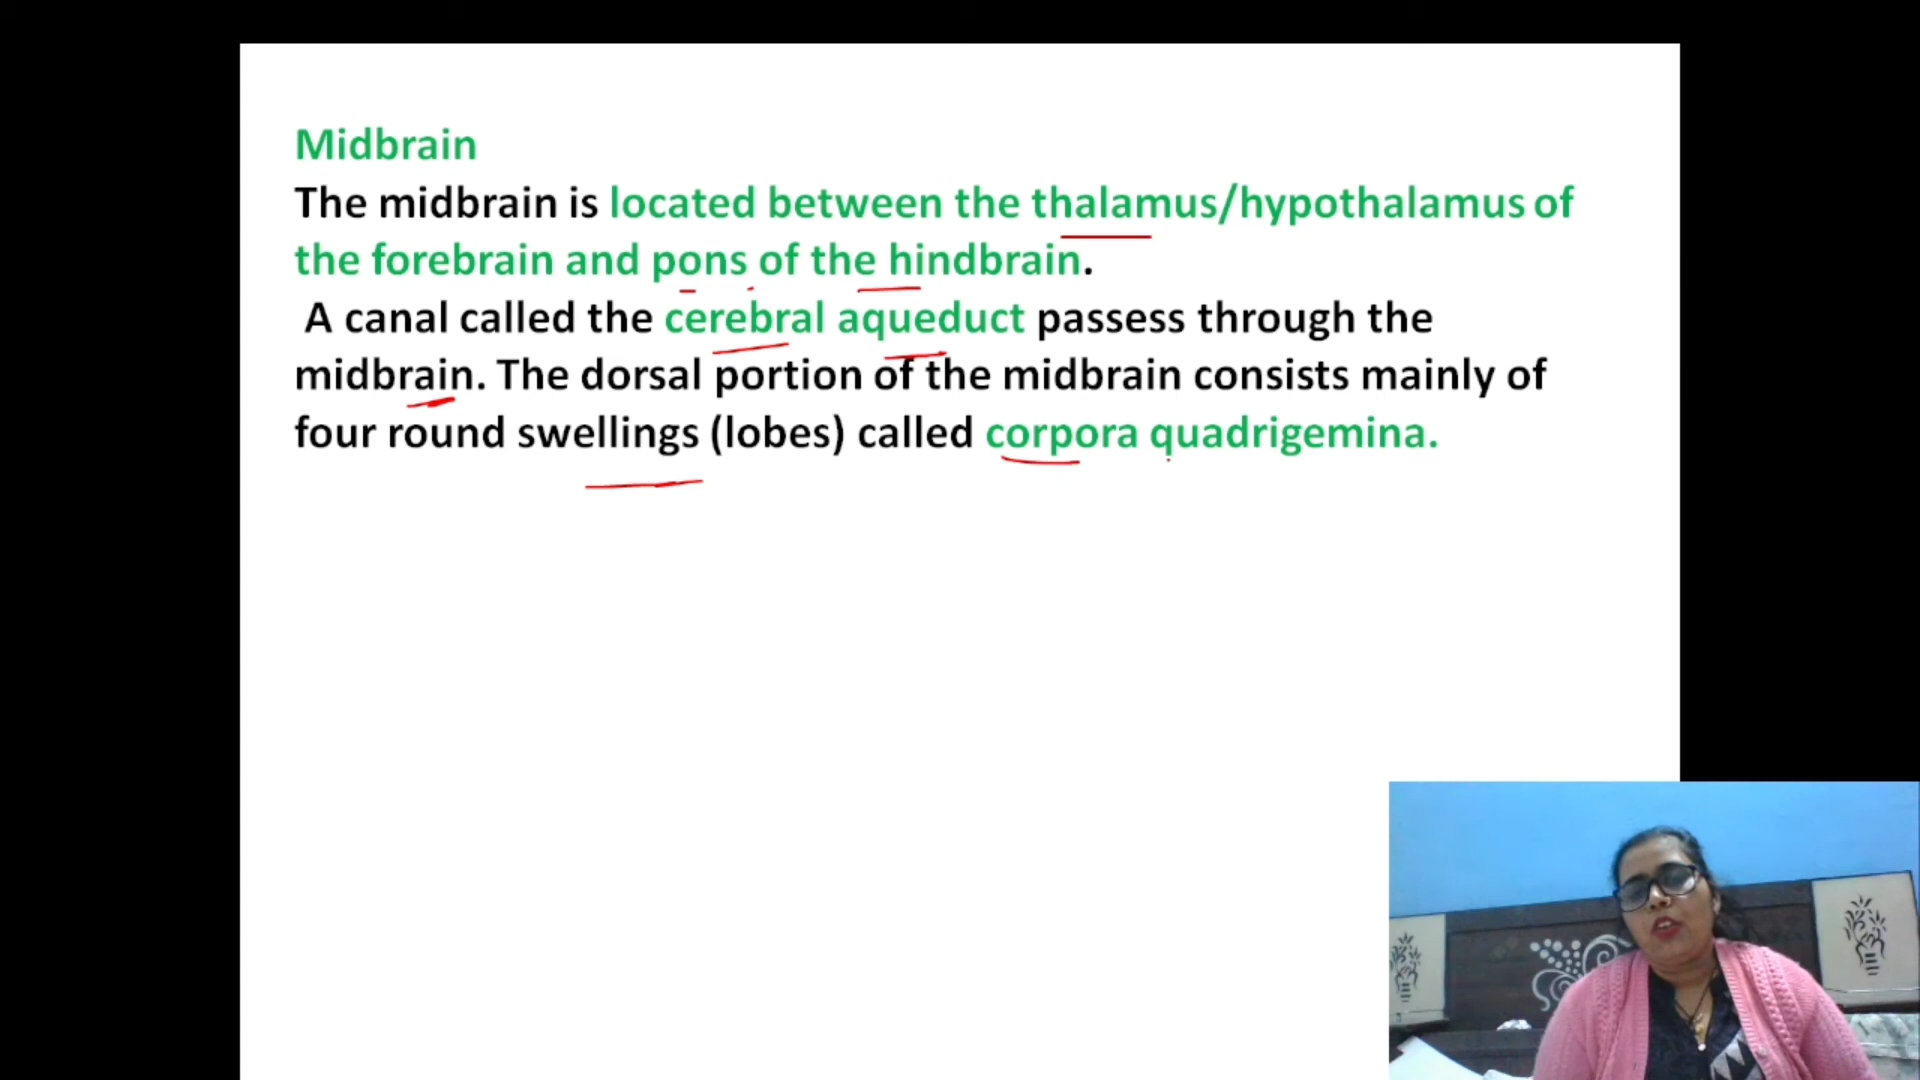 Midbrain
The midbrain is located between the thalamus/hypothalamus of
the forebrain and pons of the hindbrain.
A canal called the cerebral aqueduct passess through the
midbrain. The dorsal portion of the midbrain consists mainly of
four round swellings (lobes) called corpora quadrigemina.